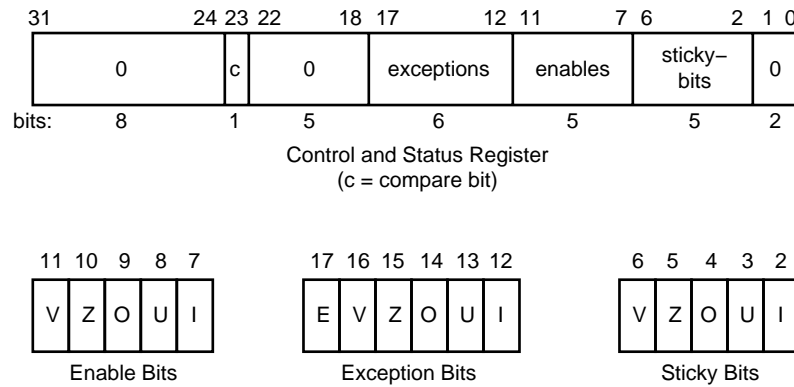 31 24 23 22 18 17 12 11 7 6 2 1 0
0 c 0 exceptions enables sticky– 0
bits
bits: 8 1 5 6 5 5 2
Control and Status Register
(c = compare bit)
11 10 9 8 7 17 16 15 14 13 12 6 5 4 3 2
V Z O U I E V Z O U I V Z O U I
Enable Bits Exception Bits Sticky Bits